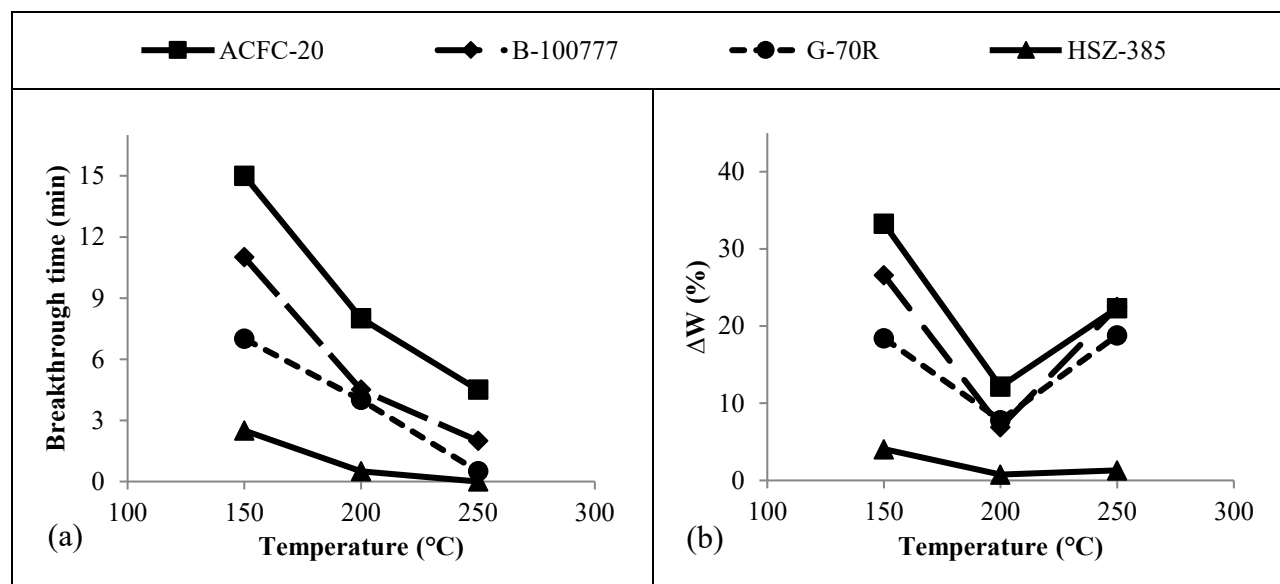 ACFC-20 B-100777 G-70R HSZ-385
Breakthrough time (min)
15
12
9
6
3
0
100 150 200 250 300
Temperature (°C)
(a)
ΔW (%)
40
30
20
10
0
100 150 200 250 300
Temperature (°C)
(b)